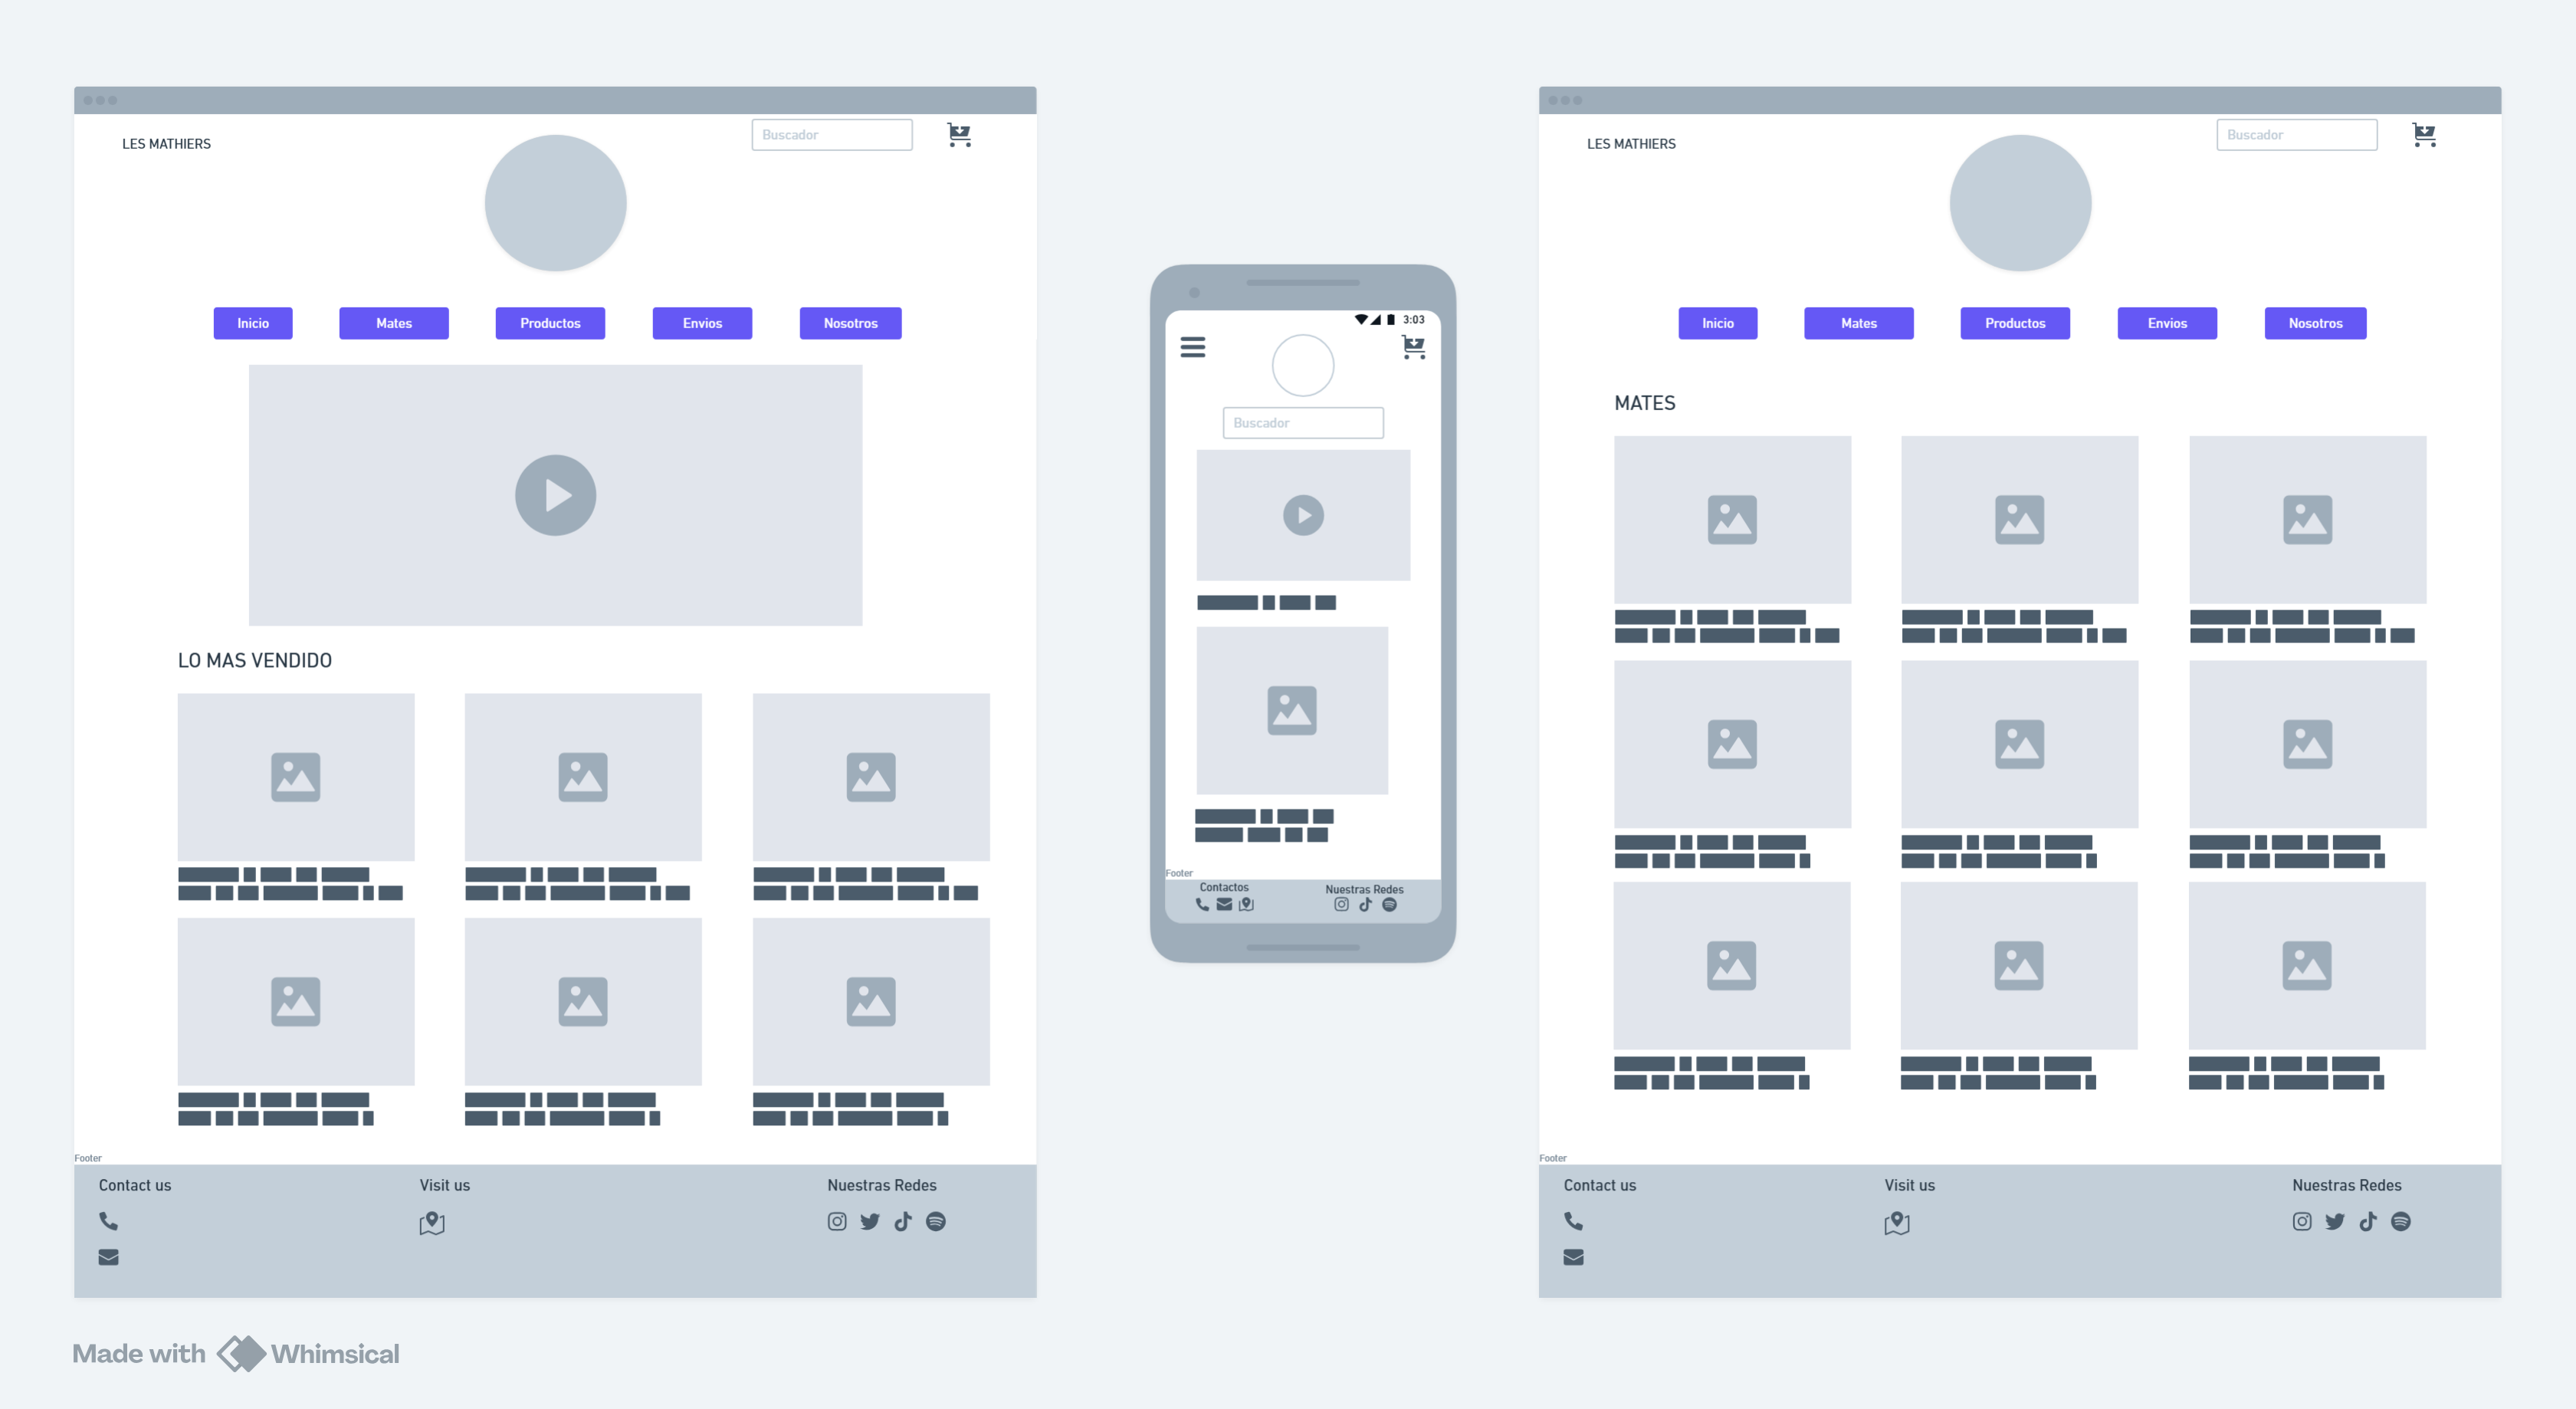 LES MATHIERS
Buscador
Inicio Mates Productos Envios Nosotros
LO MAS VENDIDO
Footer
Contact us Visit us Nuestras Redes
3:03
Buscador
Footer
Contactos Nuestras Redes
LES MATHIERS
Buscador
Inicio Mates Productos Envios Nosotros
MATES
Footer
Contact us Visit us Nuestras Redes
Made with Whimsical